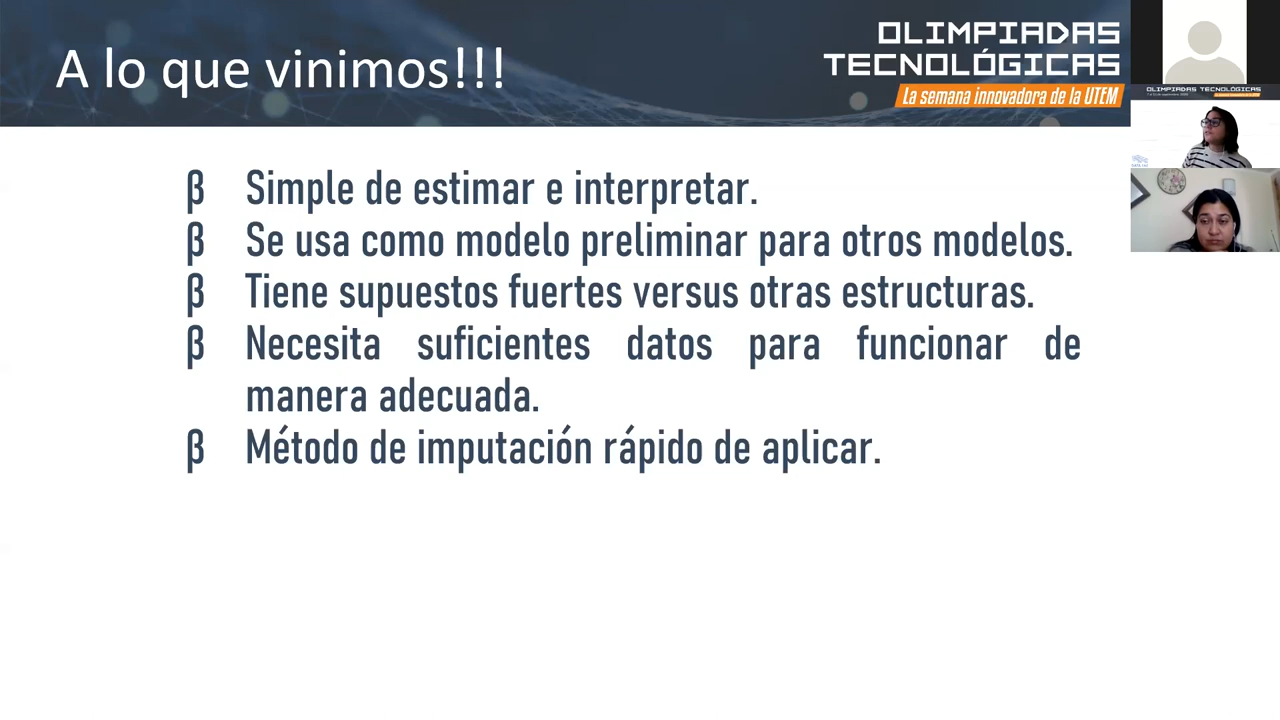 A lo que vinimos!!!
OLIMPIADAS
TECNOLÓGICAS
La semana innovadora de la UTEM
OLIMPIADAS TECNOLÓGICAS
β Simple de estimar e interpretar.
β Se usa como modelo preliminar para otros modelos.
β Tiene supuestos fuertes versus otras estructuras.
β Necesita suficientes datos para funcionar de
manera adecuada.
β Método de imputación rápido de aplicar.